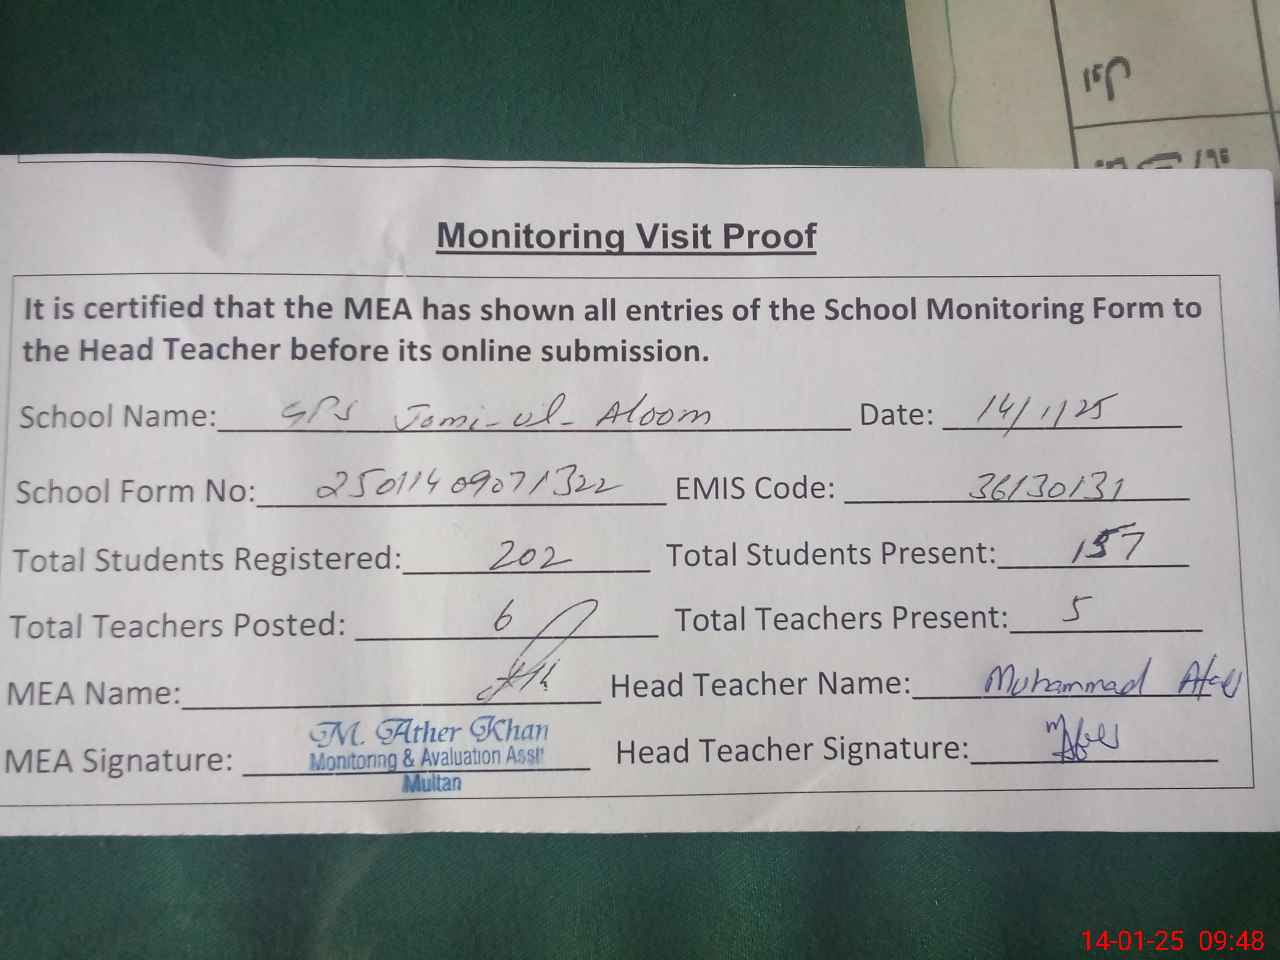 Monitoring Visit Proof
It is certified that the MEA has shown all entries of the School Monitoring Form to
the Head Teacher before its online submission.
School Name: GPS Jami-ul-Aloom Date: 14/1/25
School Form No: 25011409071322 EMIS Code: 36130131
Total Students Registered: 202 Total Students Present: 157
Total Teachers Posted: 6 Total Teachers Present: 5
MEA Name: Head Teacher Name: Muhammad
M. Ather Khan
MEA Signature: Monitoring & Avaluation Asst Head Teacher Signature:
Multan
14-01-25 09:48